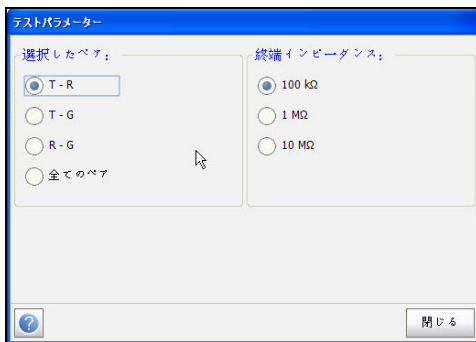 テストパラメーター
選択したペア:
T - R
T - G
R - G
全てのペア
終端インピーダンス:
100 kΩ
1 MΩ
10 MΩ
?
閉じる